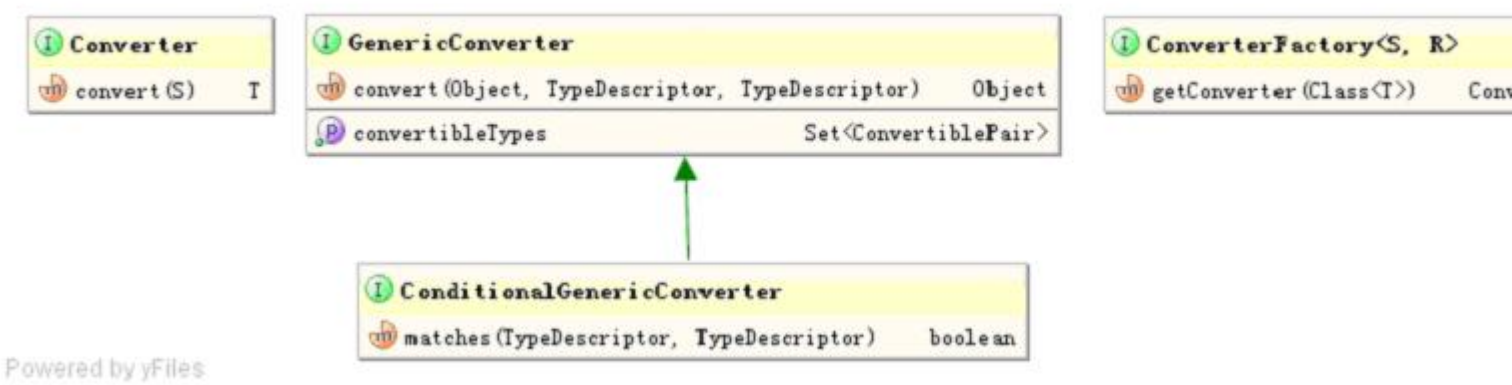 I Converter
m convert(S) T
I GenericConverter
m convert(Object, TypeDescriptor, TypeDescriptor) Object
P convertibleTypes Set<ConvertiblePair>
I ConverterFactory<S, R>
m getConverter(Class<T>) Conv
I ConditionalGenericConverter
m matches(TypeDescriptor, TypeDescriptor) boolean
Powered by yFiles